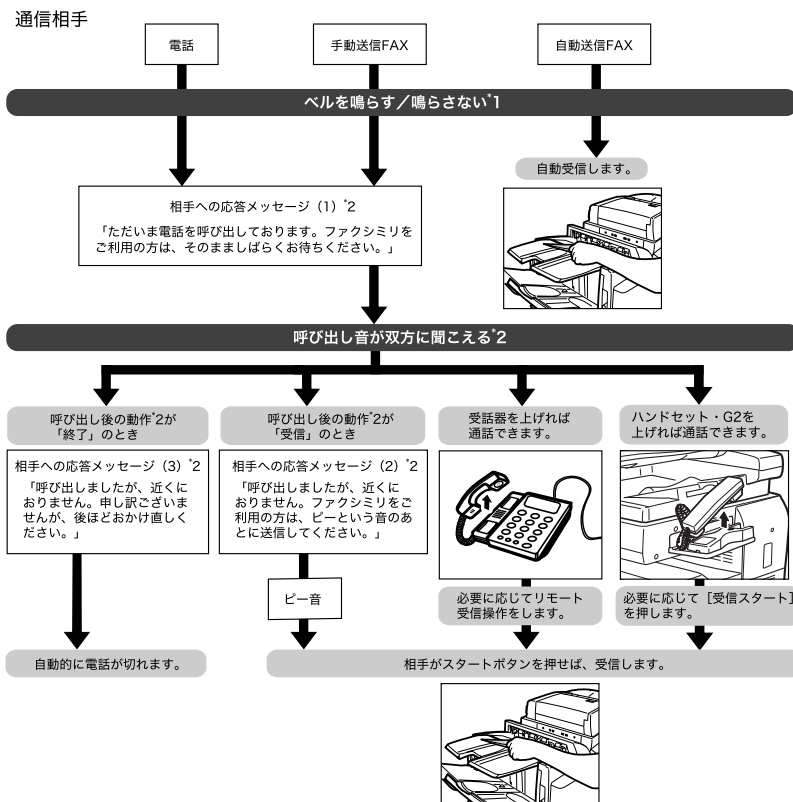 通信相手
電話
手動送信FAX
自動送信FAX
ベルを鳴らす／鳴らさない*1
自動受信します。
相手への応答メッセージ（1）*2
「ただいま電話を呼び出しております。ファクシミリを
ご利用の方は、そのまましばらくお待ちください。」
呼び出し音が双方に聞こえる*2
呼び出し後の動作*2が
「終了」のとき
呼び出し後の動作*2が
「受信」のとき
受話器を上げれば
通話できます。
ハンドセット・G2を
上げれば通話できます。
相手への応答メッセージ（3）*2
「呼び出しましたが、近くに
おりません。申し訳ございま
せんが、後ほどおかけ直しく
ださい。」
相手への応答メッセージ（2）*2
「呼び出しましたが、近くに
おりません。ファクシミリをご
利用の方は、ピーという音のあ
とに送信してください。」
ピー音
必要に応じてリモート
受信操作をします。
必要に応じて［受信スタート］
を押します。
自動的に電話が切れます。
相手がスタートボタンを押せば、受信します。